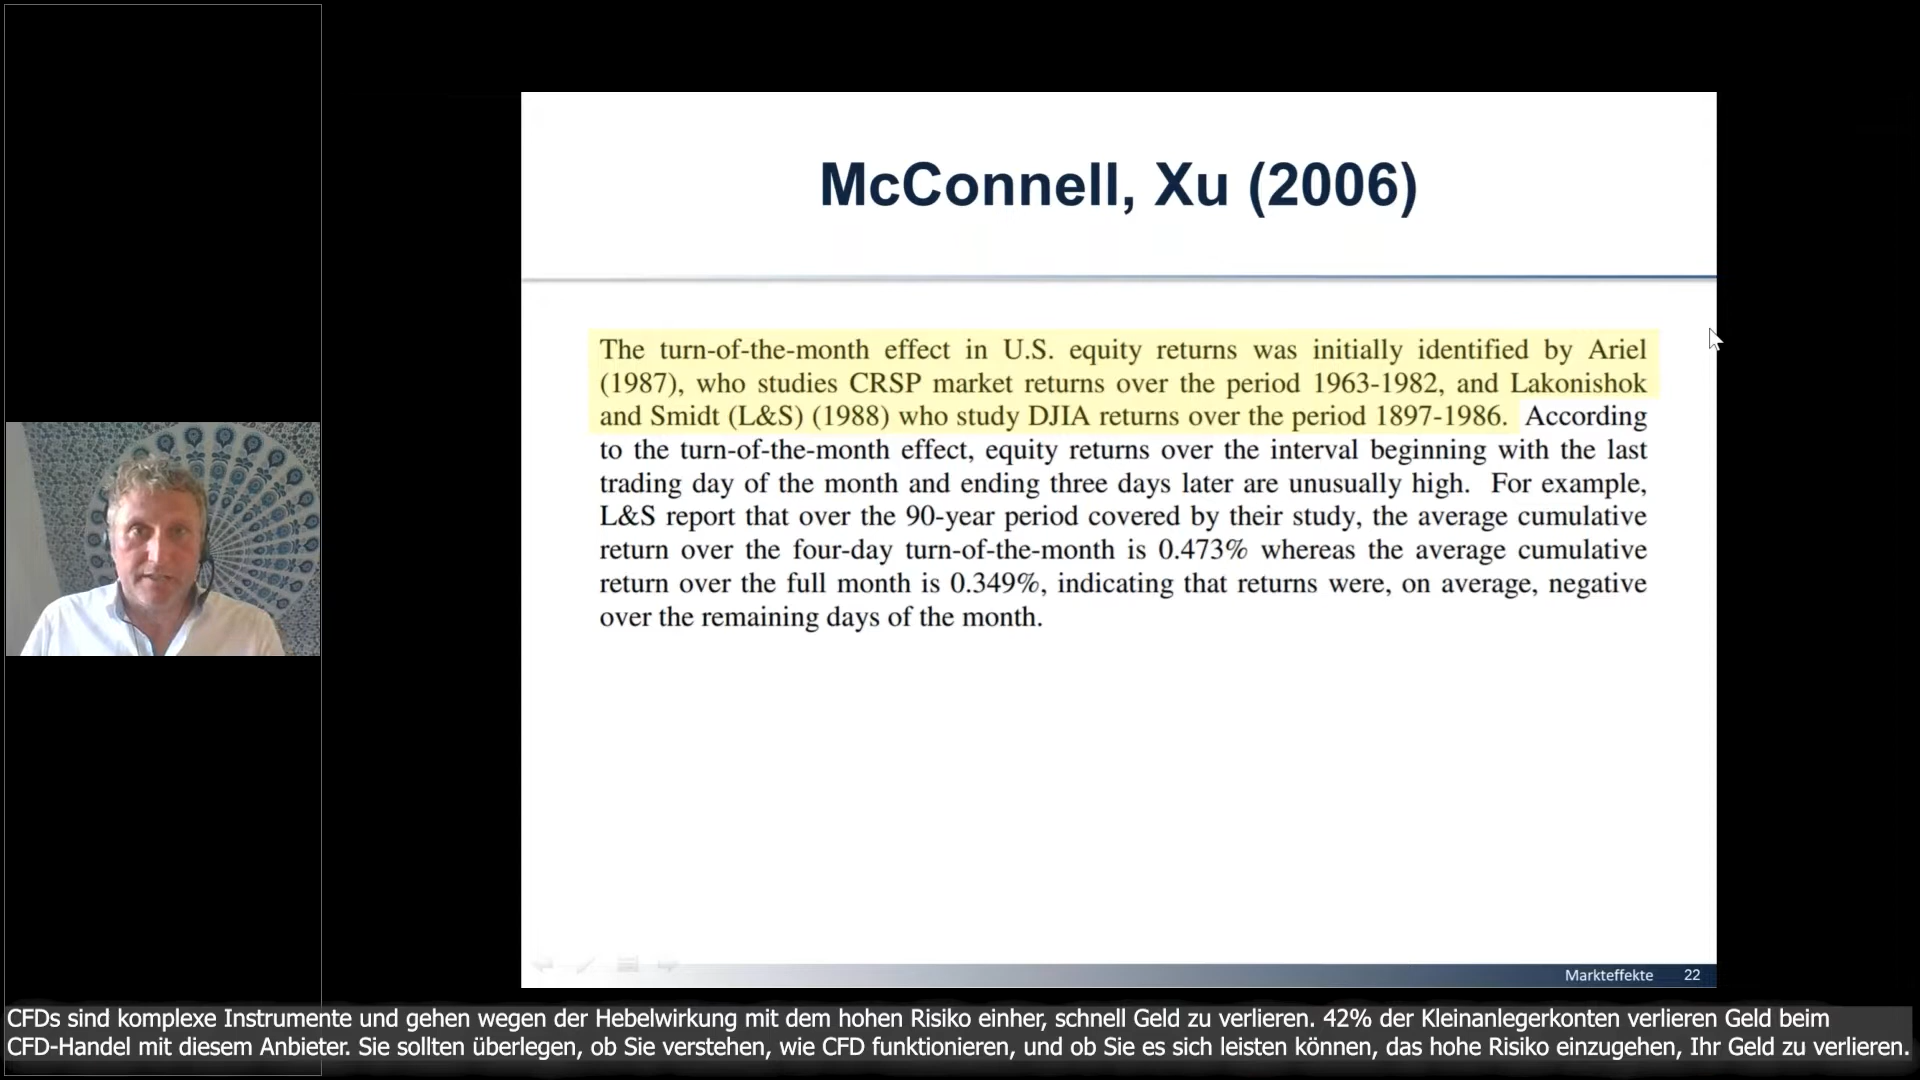 McConnell, Xu (2006)
The turn-of-the-month effect in U.S. equity returns was initially identified by Ariel
(1987), who studies CRSP market returns over the period 1963-1982, and Lakonishok
and Smidt (L&S) (1988) who study DJIA returns over the period 1897-1986. According
to the turn-of-the-month effect, equity returns over the interval beginning with the last
trading day of the month and ending three days later are unusually high. For example,
L&S report that over the 90-year period covered by their study, the average cumulative
return over the four-day turn-of-the-month is 0.473% whereas the average cumulative
return over the full month is 0.349%, indicating that returns were, on average, negative
over the remaining days of the month.
Markteffekte 22
CFDs sind komplexe Instrumente und gehen wegen der Hebelwirkung mit dem hohen Risiko einher, schnell Geld zu verlieren. 42% der Kleinanlegerkonten verlieren Geld beim
CFD-Handel mit diesem Anbieter. Sie sollten überlegen, ob Sie verstehen, wie CFD funktionieren, und ob Sie es sich leisten können, das hohe Risiko einzugehen, Ihr Geld zu verlieren.